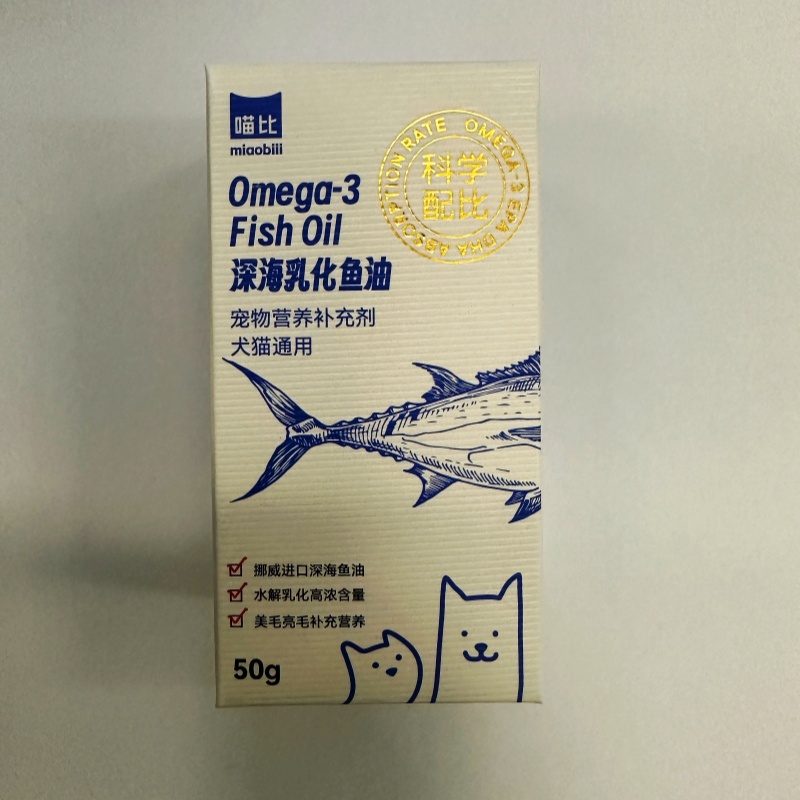 喵比
miaobiii
OMEGA-3 EPA DHA ABSORPTION RATE
科学
配比
Omega-3
Fish Oil
深海乳化鱼油
宠物营养补充剂
犬猫通用
挪威进口深海鱼油
水解乳化高浓含量
美毛亮毛补充营养
50g